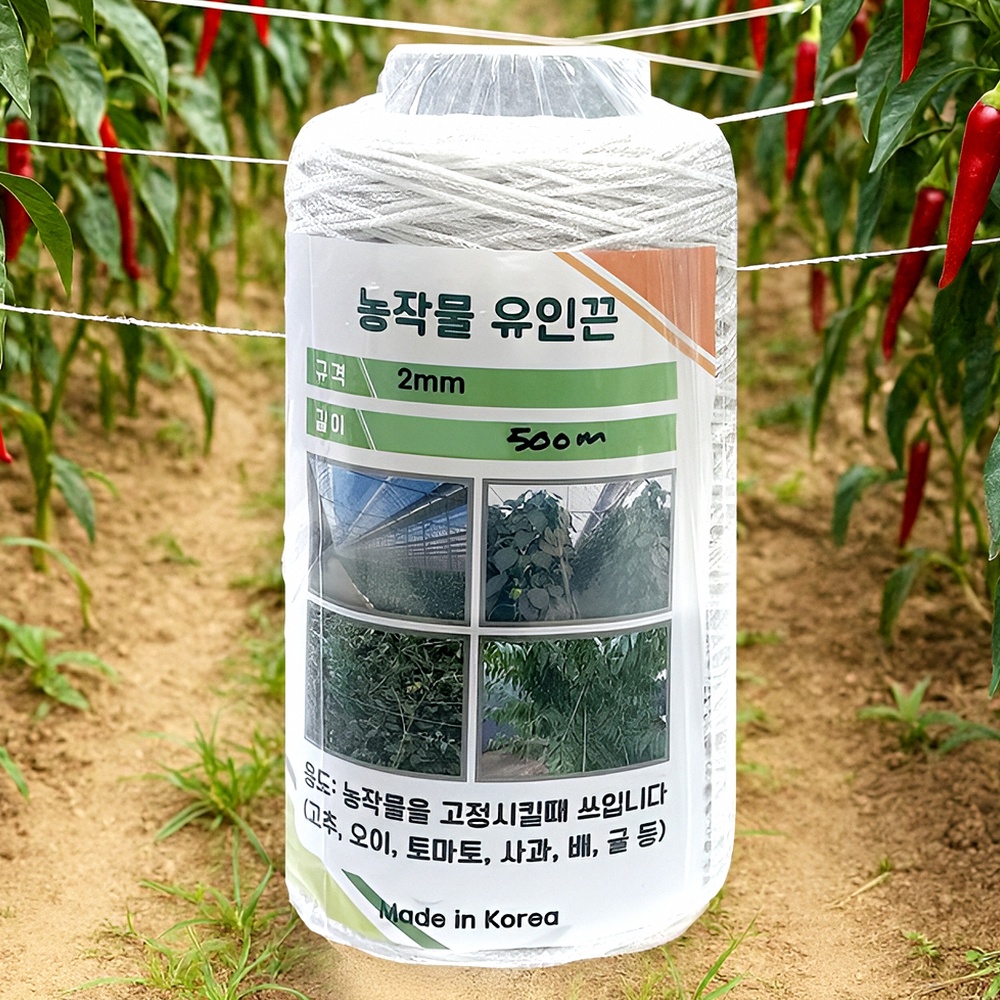 농작물 유인끈
규격 2mm
길이 500m
용도: 농작물을 고정시킬때 쓰입니다
(고추, 오이, 토마토, 사과, 배, 귤 등)
Made in Korea